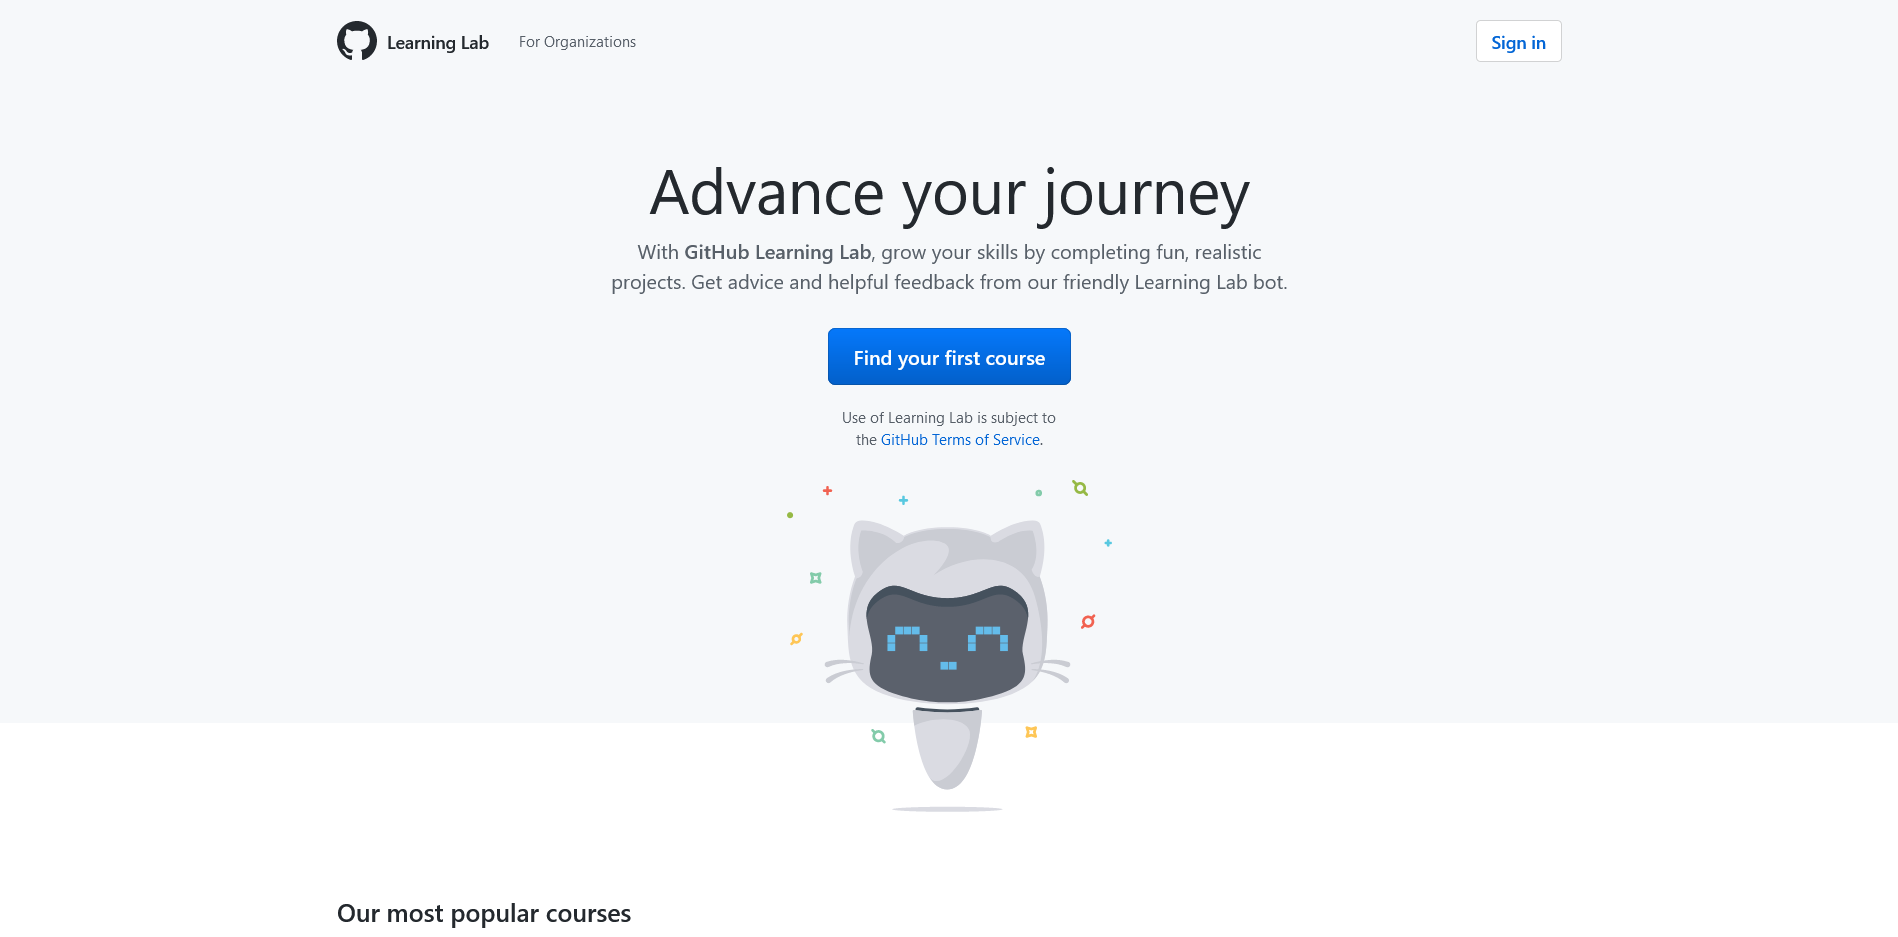 Learning Lab
For Organizations
Sign in
Advance your journey
With GitHub Learning Lab, grow your skills by completing fun, realistic
projects. Get advice and helpful feedback from our friendly Learning Lab bot.
Find your first course
Use of Learning Lab is subject to
the GitHub Terms of Service.
Our most popular courses